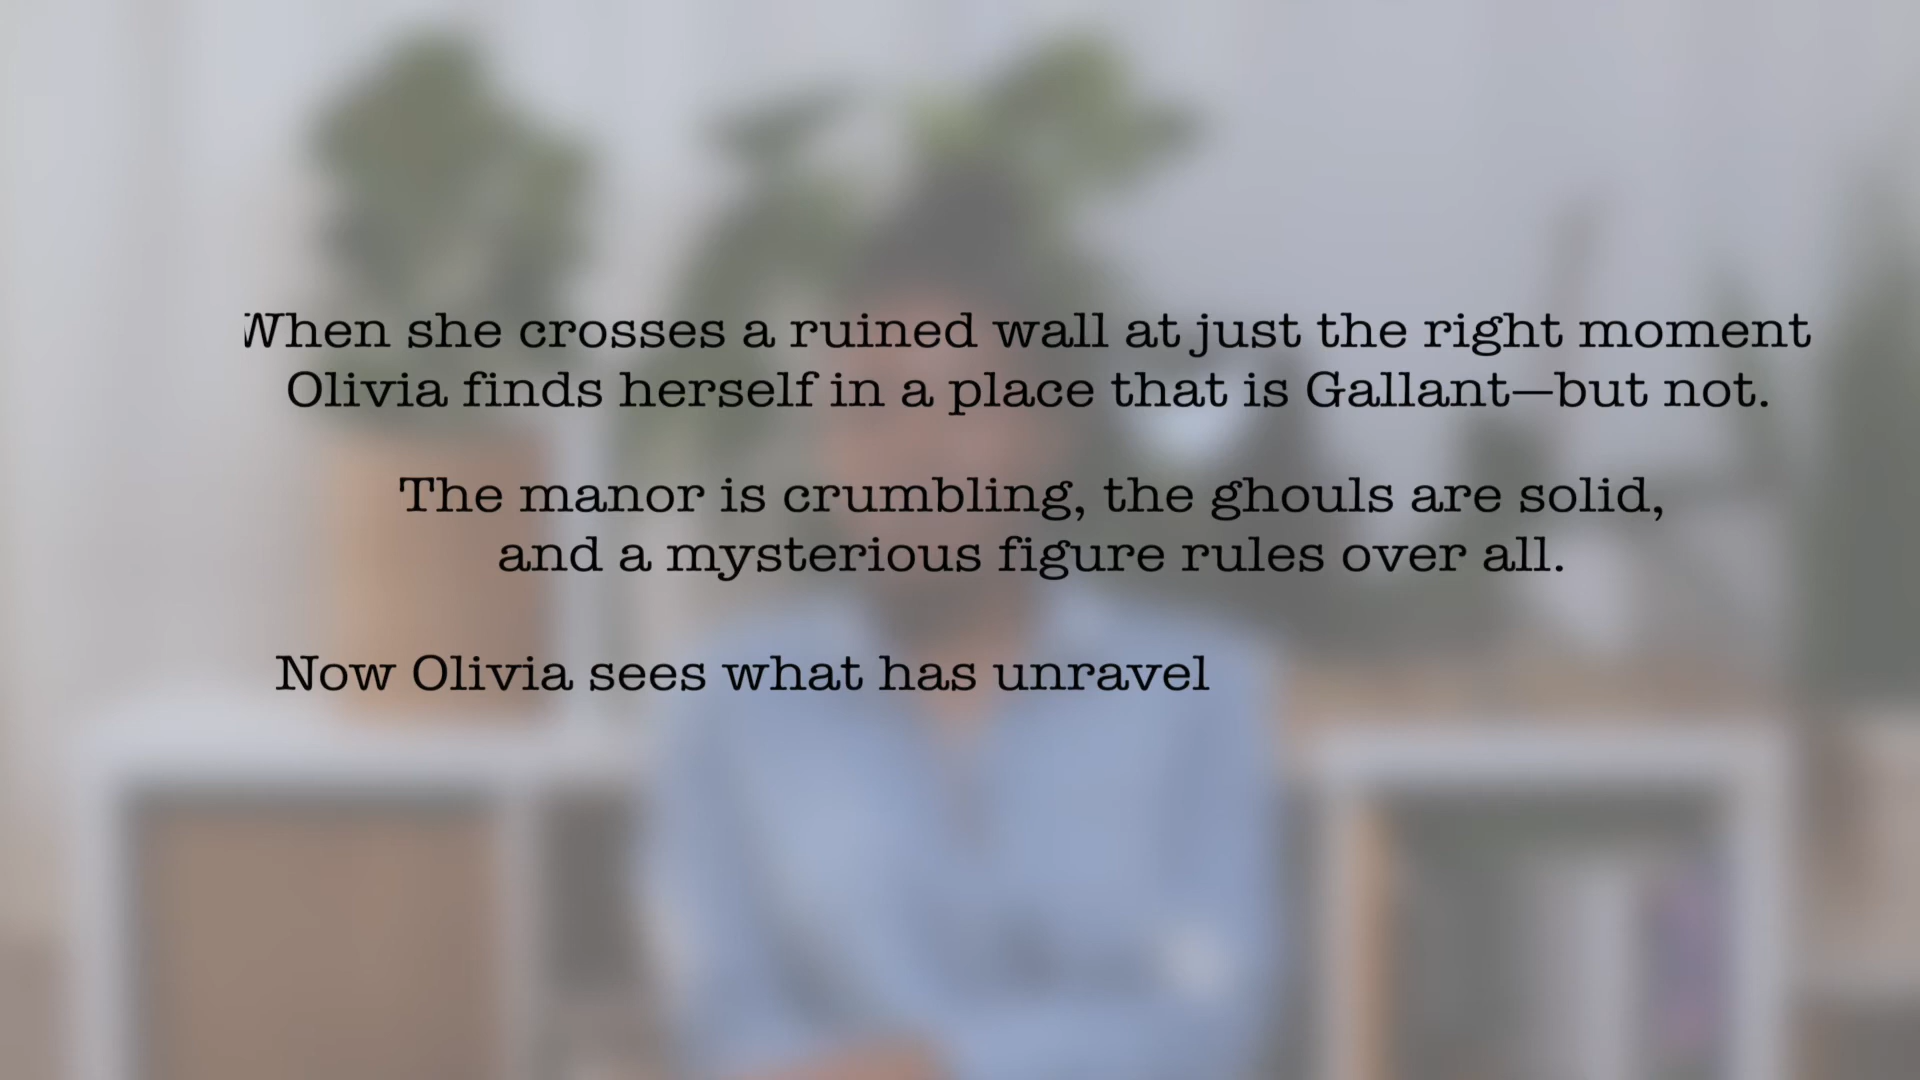 When she crosses a ruined wall at just the right moment
Olivia finds herself in a place that is Gallant—but not.
The manor is crumbling, the ghouls are solid,
and a mysterious figure rules over all.
Now Olivia sees what has unravel